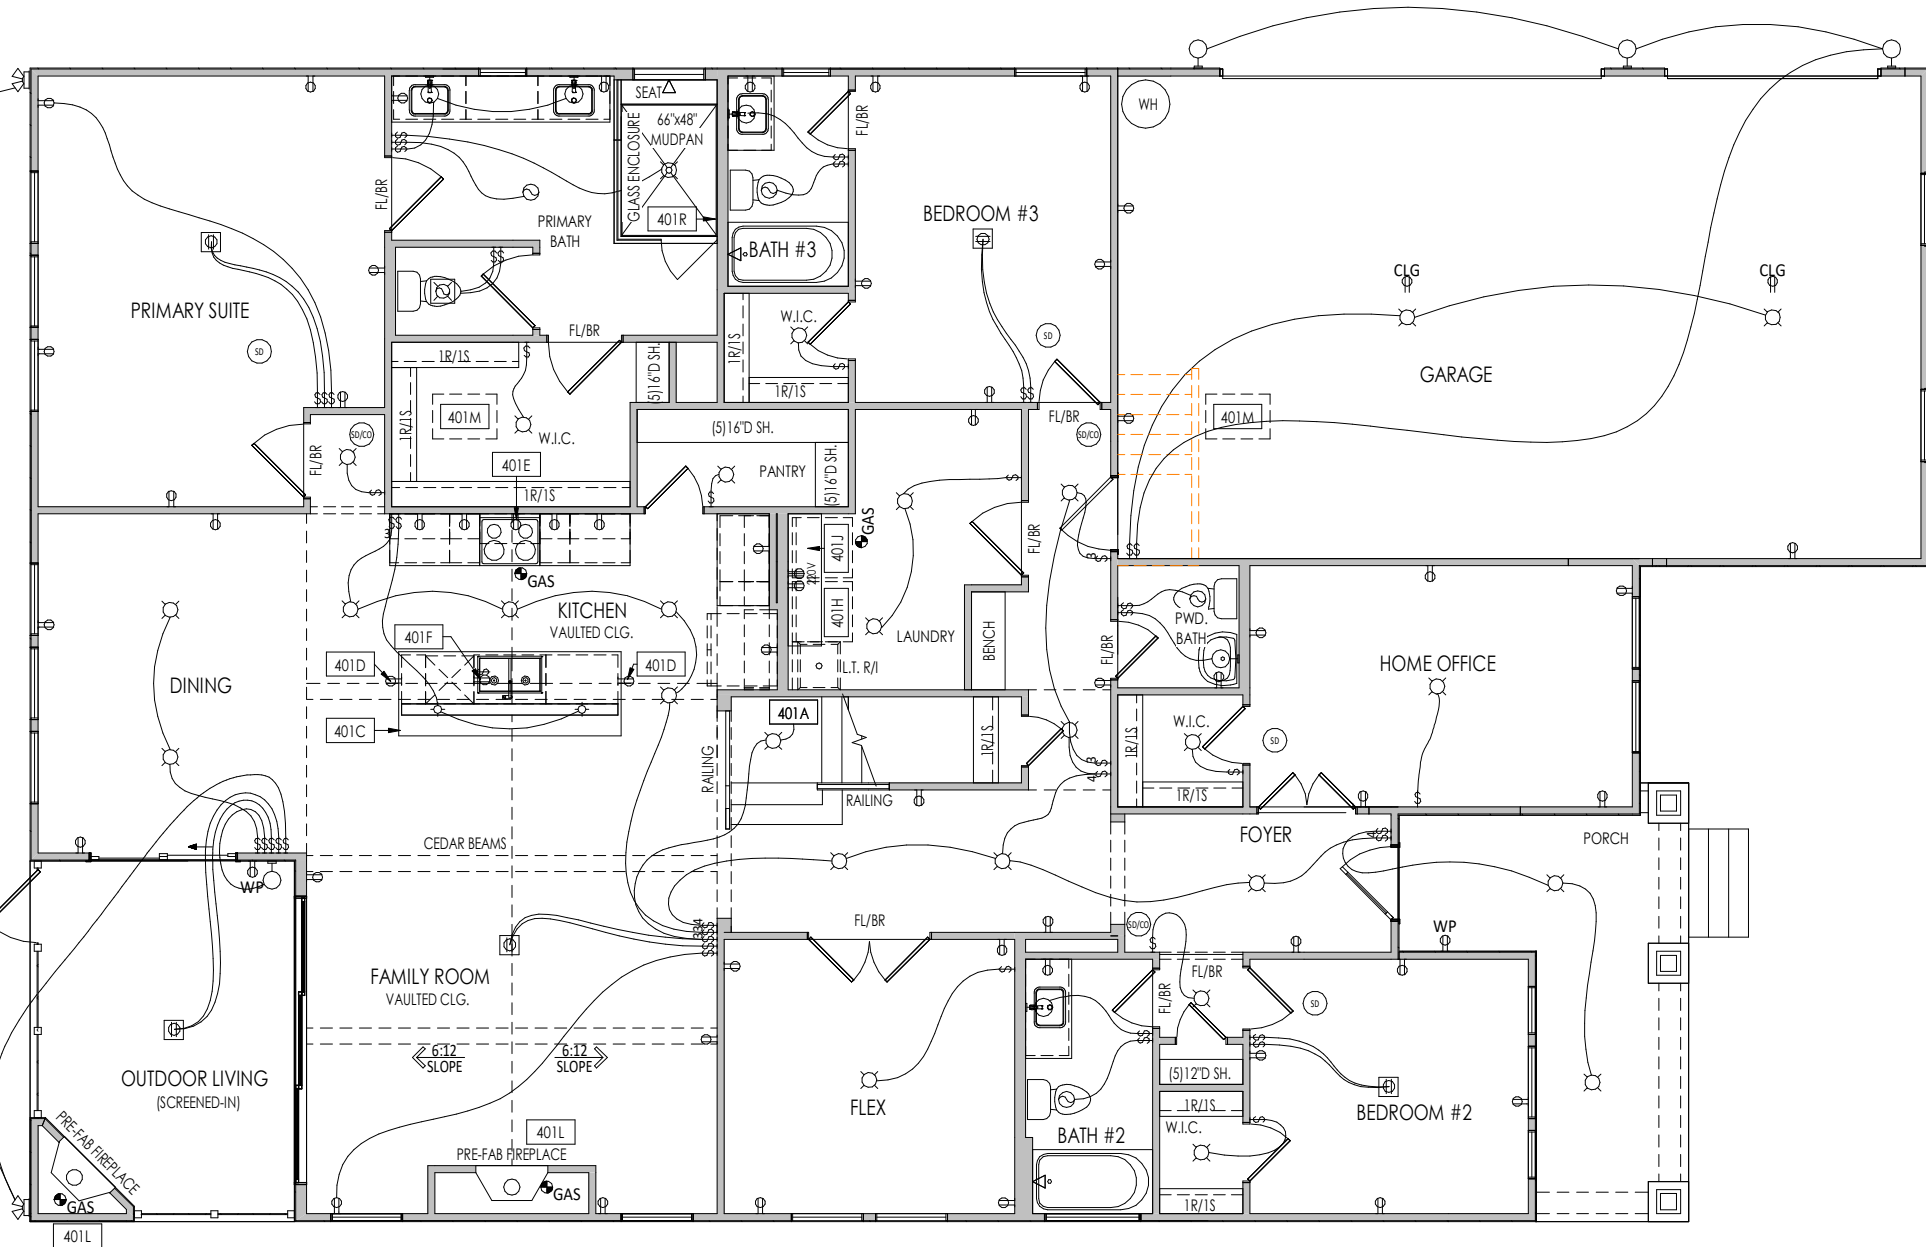 SEAT
66"x48"
MUDPAN
GLASS ENCLOSURE
401R
WH
FL/BR
FL/BR
BEDROOM #3
PRIMARY
BATH
BATH #3
CLG
CLG
PRIMARY SUITE
SD
W.I.C.
SD
FL/BR
1R/1S
1R/1S
1R/1S
(5)16"D SH.
GARAGE
401M
1R/1S
401M
W.I.C.
FL/BR
SD/CO
FL/BR
SD/CO
(5)16"D SH.
401E
PANTRY
(5)16"D SH.
1R/1S
GAS
401J
220V
FL/BR
GAS
KITCHEN
VAULTED CLG.
401H
LAUNDRY
BENCH
PWD.
BATH
FL/BR
401F
401D
401D
L.T. R/I
HOME OFFICE
DINING
401C
401A
1R/1S
W.I.C.
1R/1S
SD
RAILING
RAILING
1R/1S
CEDAR BEAMS
FOYER
PORCH
WP
FL/BR
SD/CO
WP
FAMILY ROOM
VAULTED CLG.
FL/BR
FL/BR
SD
6:12
SLOPE
6:12
SLOPE
OUTDOOR LIVING
(SCREENED-IN)
(5)12"D SH.
FLEX
1R/1S
BEDROOM #2
PRE-FAB FIREPLACE
401L
PRE-FAB FIREPLACE
BATH #2
W.I.C.
GAS
GAS
1R/1S
401L